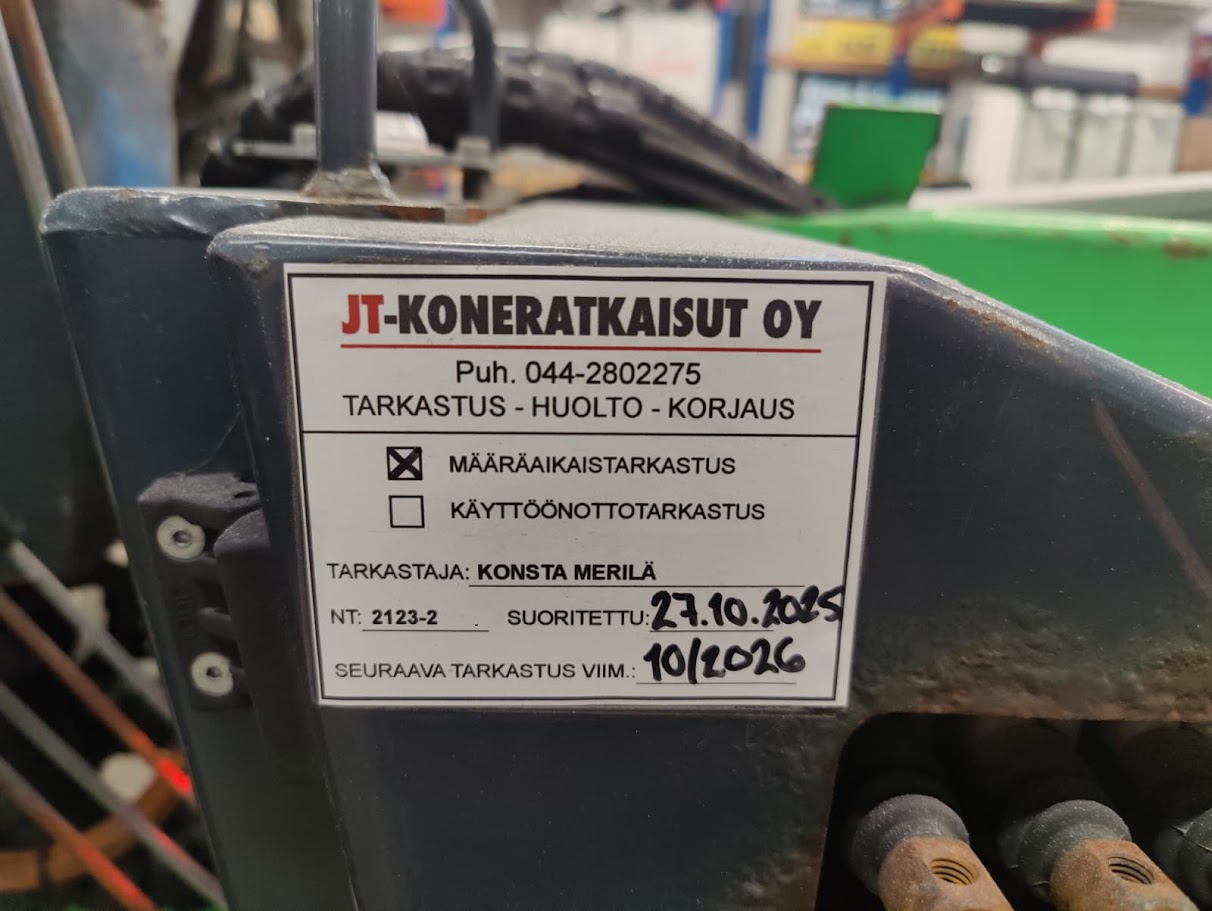 JT-KONERATKAISUT OY
Puh. 044-2802275
TARKASTUS - HUOLTO - KORJAUS
MÄÄRÄAIKAISTARKASTUS
KÄYTTÖÖNOTTOTARKASTUS
TARKASTAJA: KONSTA MERILÄ
NT: 2123-2 . SUORITETTU: 27.10.2025
SEURAAVA TARKASTUS VIIM.: 10/2026